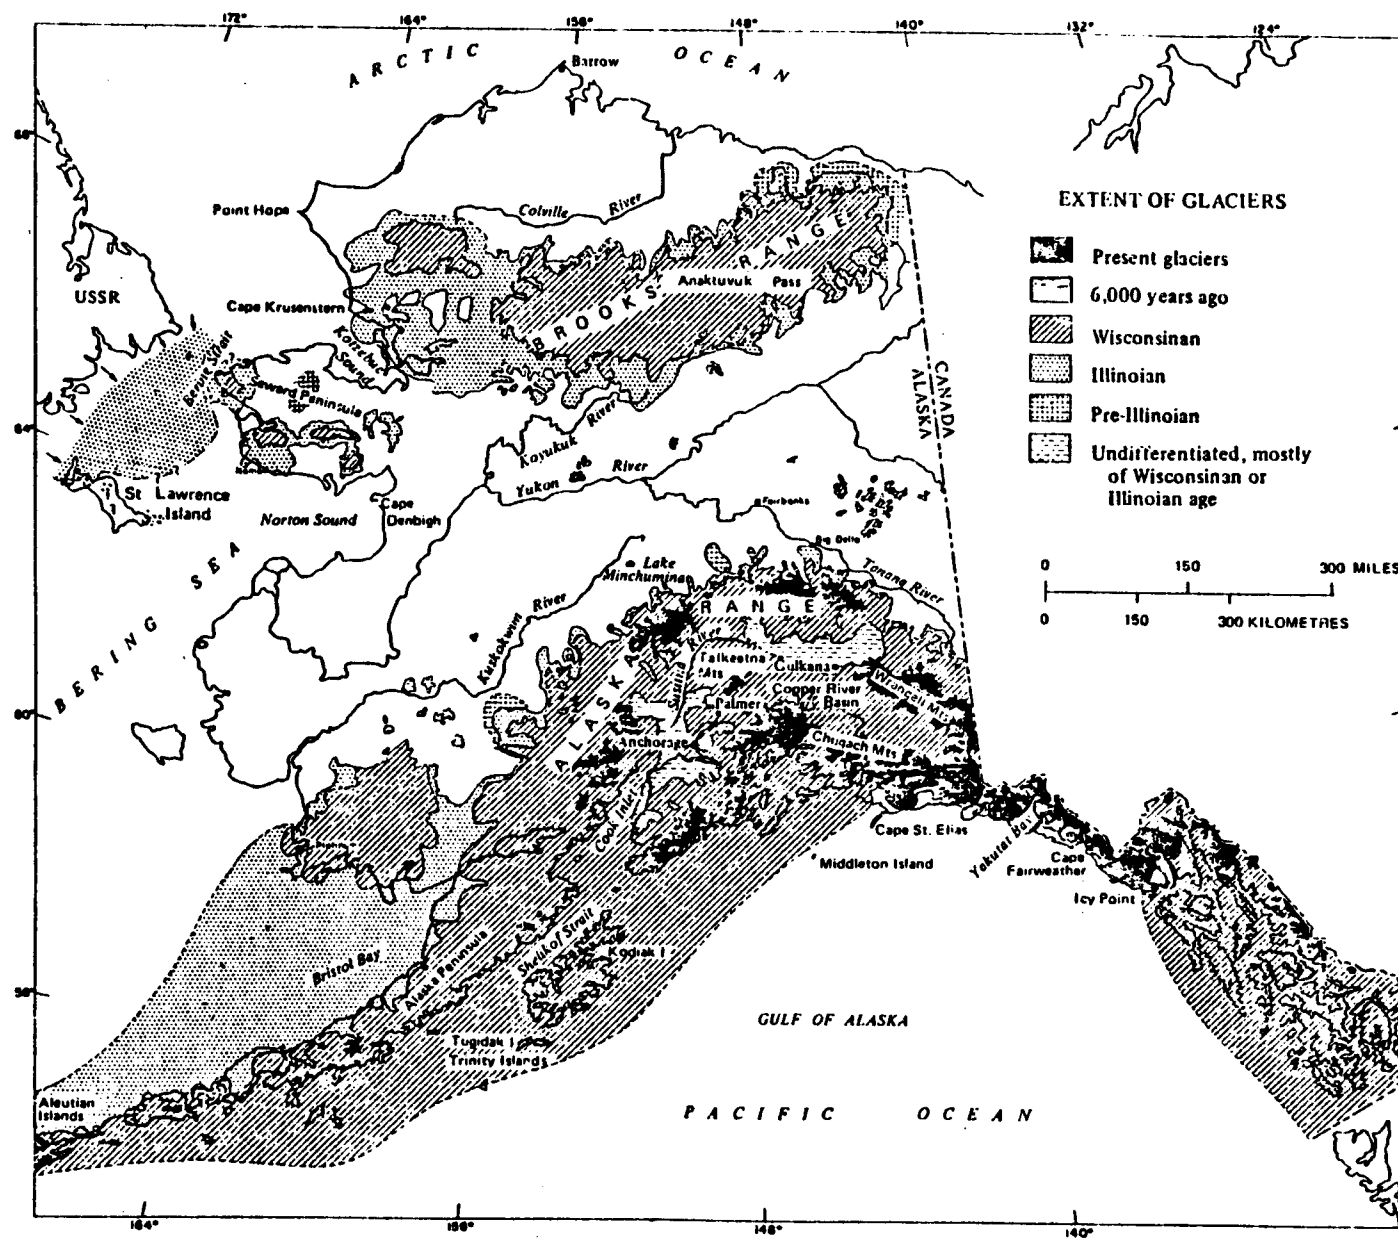 172° 164° 156° 148° 140° 132° 124°
ARCTIC OCEAN
Barrow
68°
Point Hope
Colville River
EXTENT OF GLACIERS
Present glaciers
6,000 years ago
Wisconsinan
Illinoian
Pre-Illinoian
Undifferentiated, mostly
of Wisconsinan or
Illinoian age
BROOKS RANGE
Anaktuvuk Pass
USSR
Cape Krusenstern
Kotzebue
Sound
Bering Strait
Seward Peninsula
CANADA
ALASKA
64°
Koyukuk River
Yukon River
St Lawrence
Island
Norton Sound
Cape
Denbigh
Fairbanks
Big Delta
Tanana River
0 150 300 MILES
0 150 300 KILOMETRES
BERING SEA
Lake
Minchumina
Kuskokwim River
ALASKA RANGE
Susitna River
Talkeetna
Mts
Gulkana
Wrangell Mts
60°
Palmer
Copper River
Basin
Anchorage
Chugach Mts
Cook Inlet
Cape St. Elias
Middleton Island
Yakutat Bay
Cape
Fairweather
Icy Point
Bristol Bay
Alaska Peninsula
Shelikof Strait
Kodiak I
56°
Tugidak I
Trinity Islands
GULF OF ALASKA
Aleutian
Islands
PACIFIC OCEAN
164° 156° 148° 140°